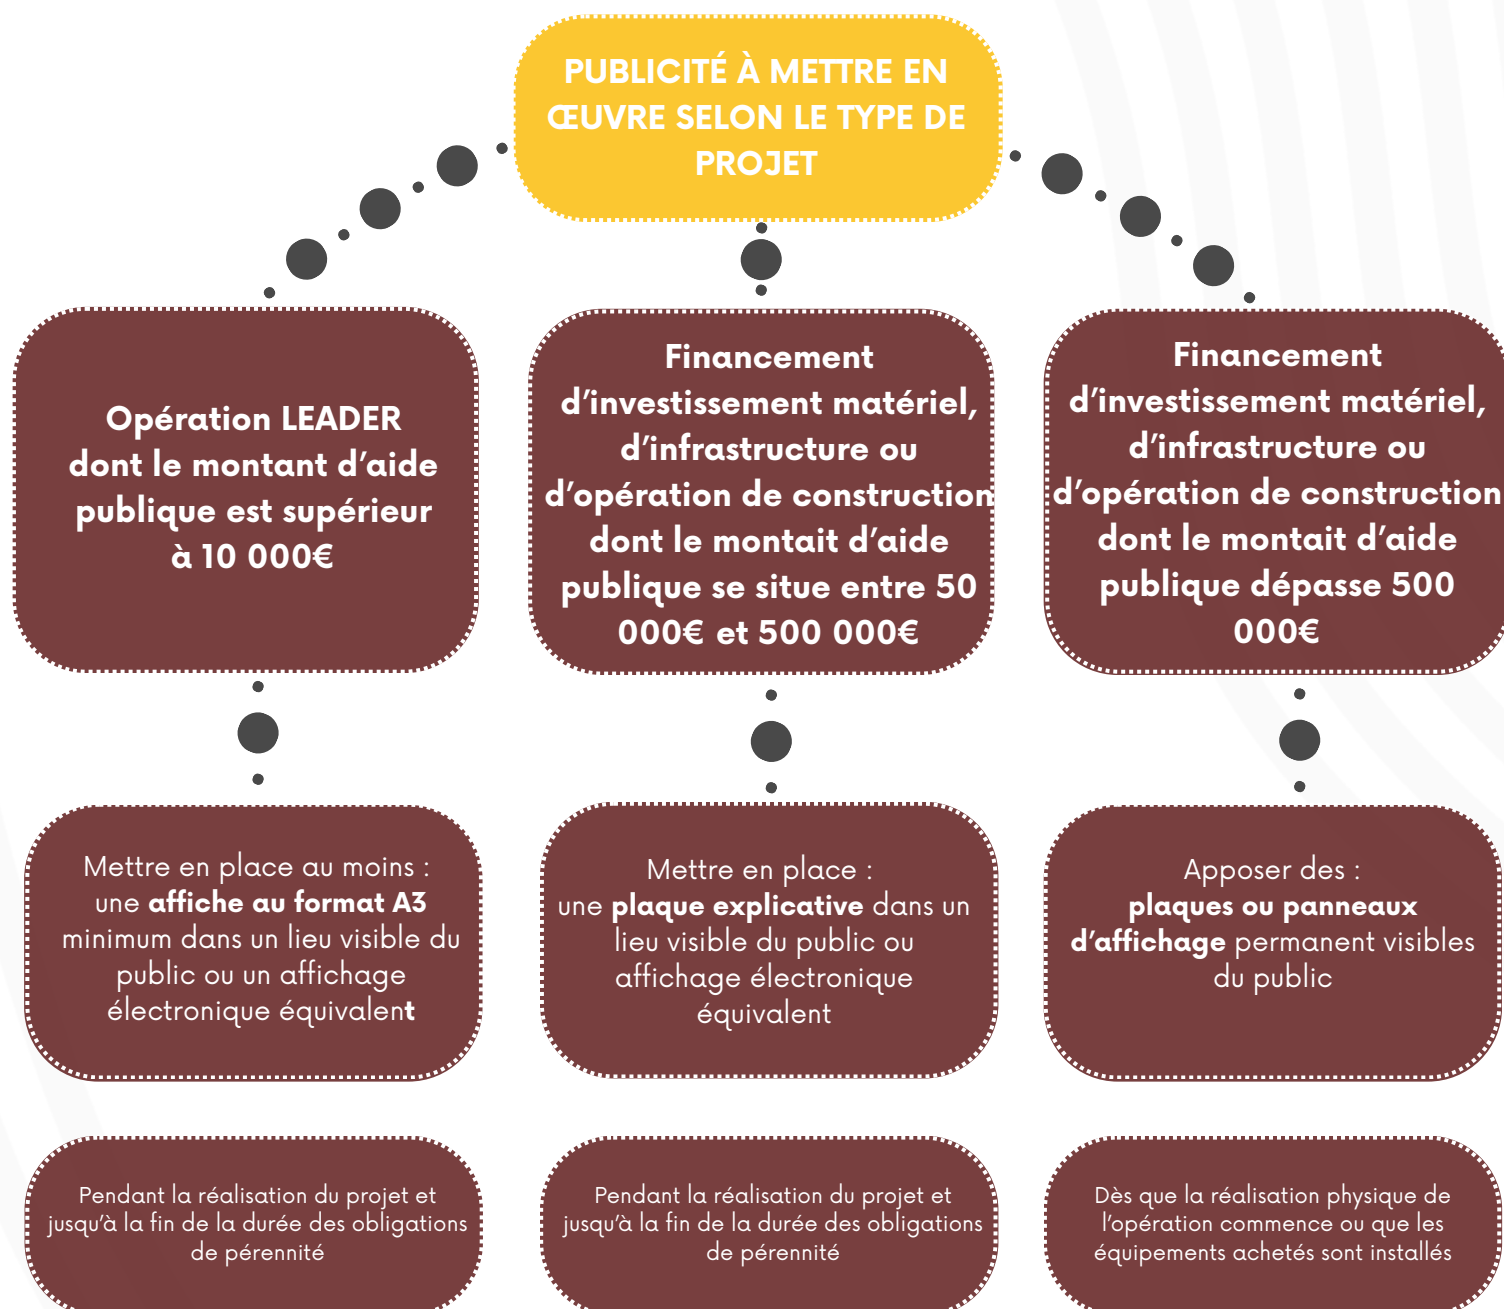 PUBLICITÉ À METTRE EN
ŒUVRE SELON LE TYPE DE
PROJET
Opération LEADER
dont le montant d'aide
publique est supérieur
à 10 000€
Financement
d'investissement matériel,
d'infrastructure ou
d'opération de construction
dont le montait d'aide
publique se situe entre 50
000€ et 500 000€
Financement
d'investissement matériel,
d'infrastructure ou
d'opération de construction
dont le montait d'aide
publique dépasse 500
000€
Mettre en place au moins :
une affiche au format A3
minimum dans un lieu visible du
public ou un affichage
électronique équivalent
Mettre en place :
une plaque explicative dans un
lieu visible du public ou
affichage électronique
équivalent
Apposer des :
plaques ou panneaux
d'affichage permanent visibles
du public
Pendant la réalisation du projet et
jusqu'à la fin de la durée des obligations
de pérennité
Pendant la réalisation du projet et
jusqu'à la fin de la durée des obligations
de pérennité
Dès que la réalisation physique de
l'opération commence ou que les
équipements achetés sont installés